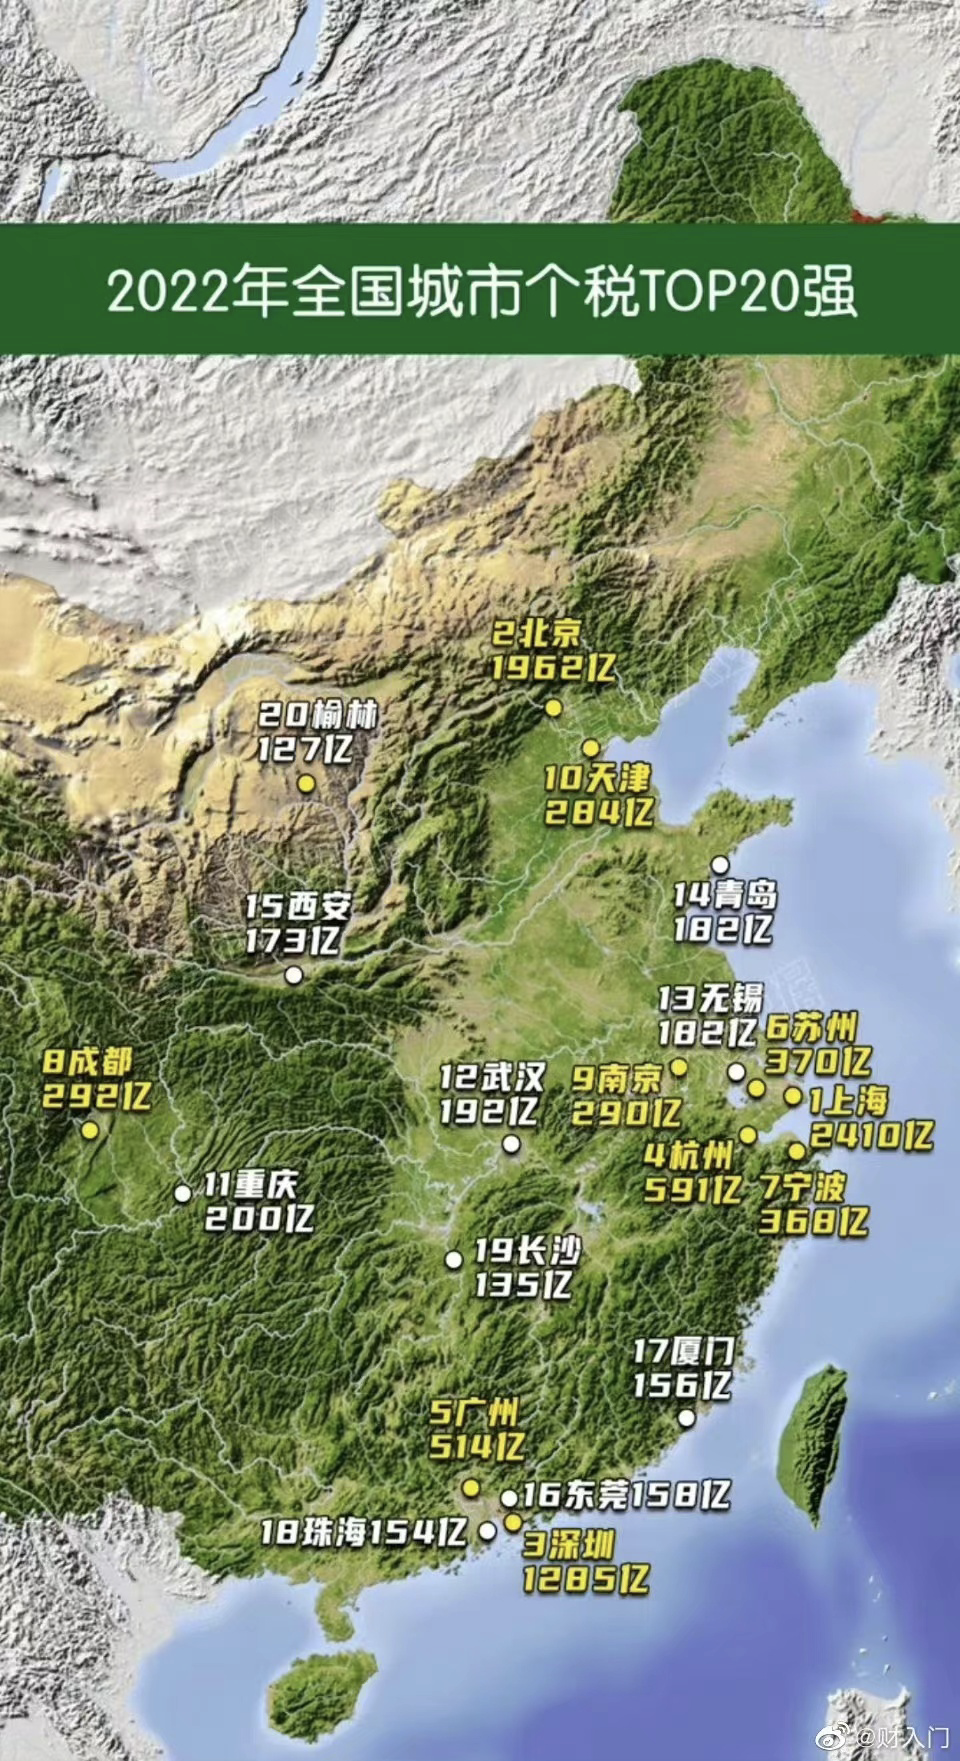 2022年全国城市个税TOP20强
2北京
1962亿
20榆林
127亿
10天津
284亿
14青岛
182亿
15西安
173亿
13无锡
182亿
6苏州
370亿
8成都
292亿
12武汉
192亿
9南京
290亿
1上海
2410亿
4杭州
591亿
7宁波
368亿
11重庆
200亿
19长沙
135亿
17厦门
156亿
5广州
514亿
16东莞158亿
18珠海154亿
3深圳
1285亿
@财入门